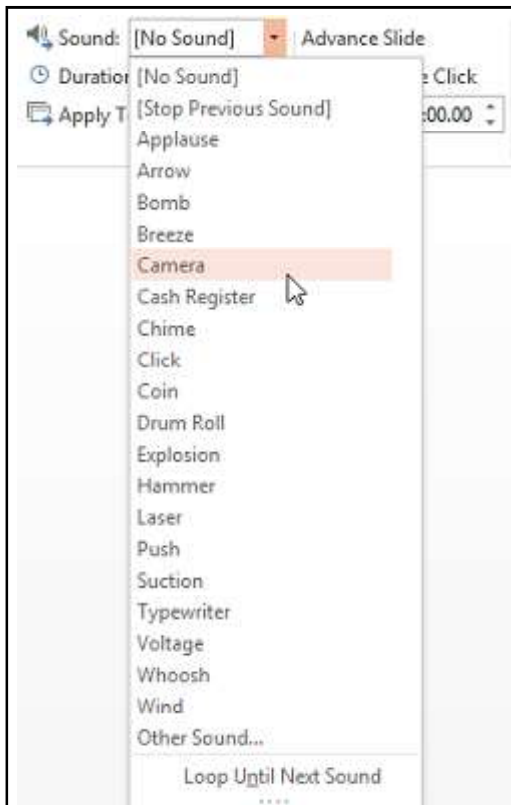 Sound: [No Sound] Advance Slide
Duration [No Sound] Click
Apply T [Stop Previous Sound] :00.00
Applause
Arrow
Bomb
Breeze
Camera
Cash Register
Chime
Click
Coin
Drum Roll
Explosion
Hammer
Laser
Push
Suction
Typewriter
Voltage
Whoosh
Wind
Other Sound...
Loop Until Next Sound